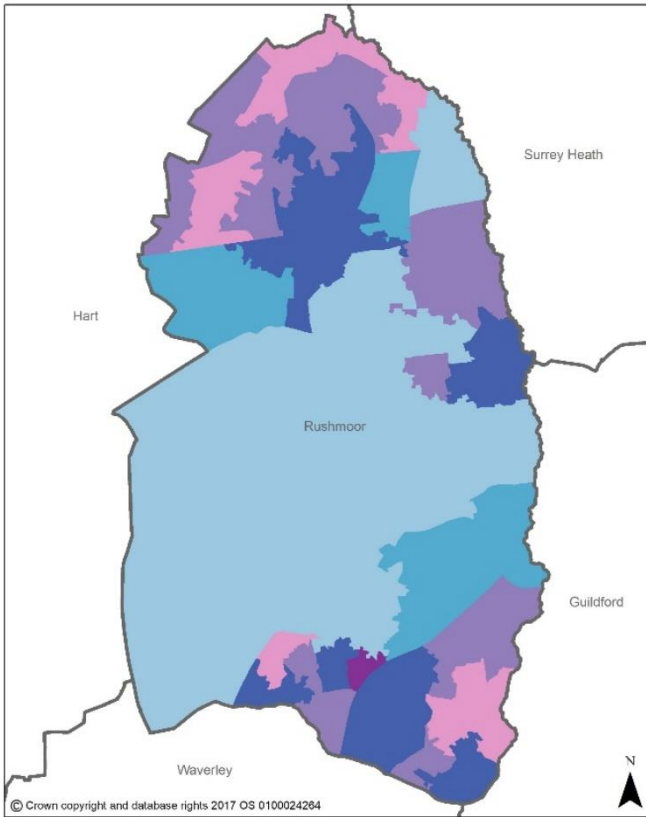 Surrey Heath
Hart
Rushmoor
Guildford
Waverley
N
© Crown copyright and database rights 2017 OS 0100024264